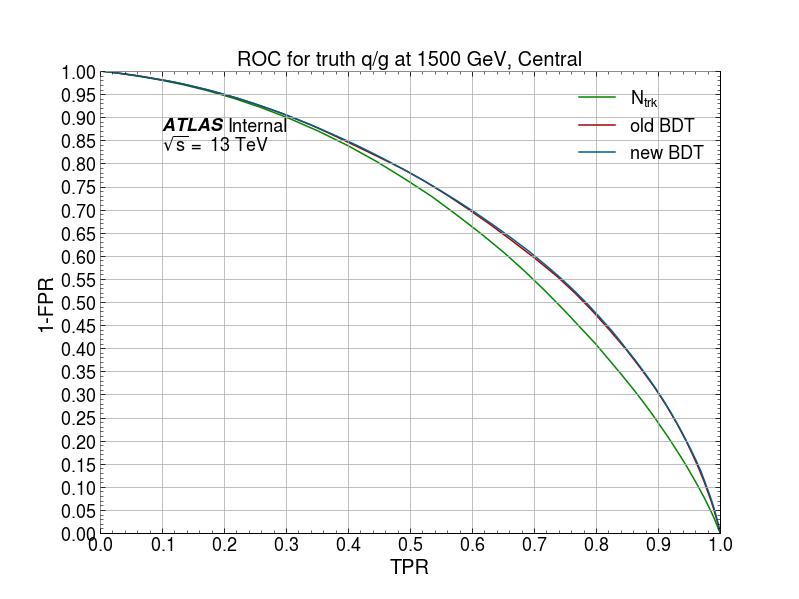 ROC for truth q/g at 1500 GeV, Central
1.00
0.95
0.90
0.85
0.80
0.75
0.70
0.65
0.60
0.55
0.50
0.45
0.40
0.35
0.30
0.25
0.20
0.15
0.10
0.05
0.00
1-FPR
ATLAS Internal
√s = 13 TeV
N_trk
old BDT
new BDT
0.0 0.1 0.2 0.3 0.4 0.5 0.6 0.7 0.8 0.9 1.0
TPR